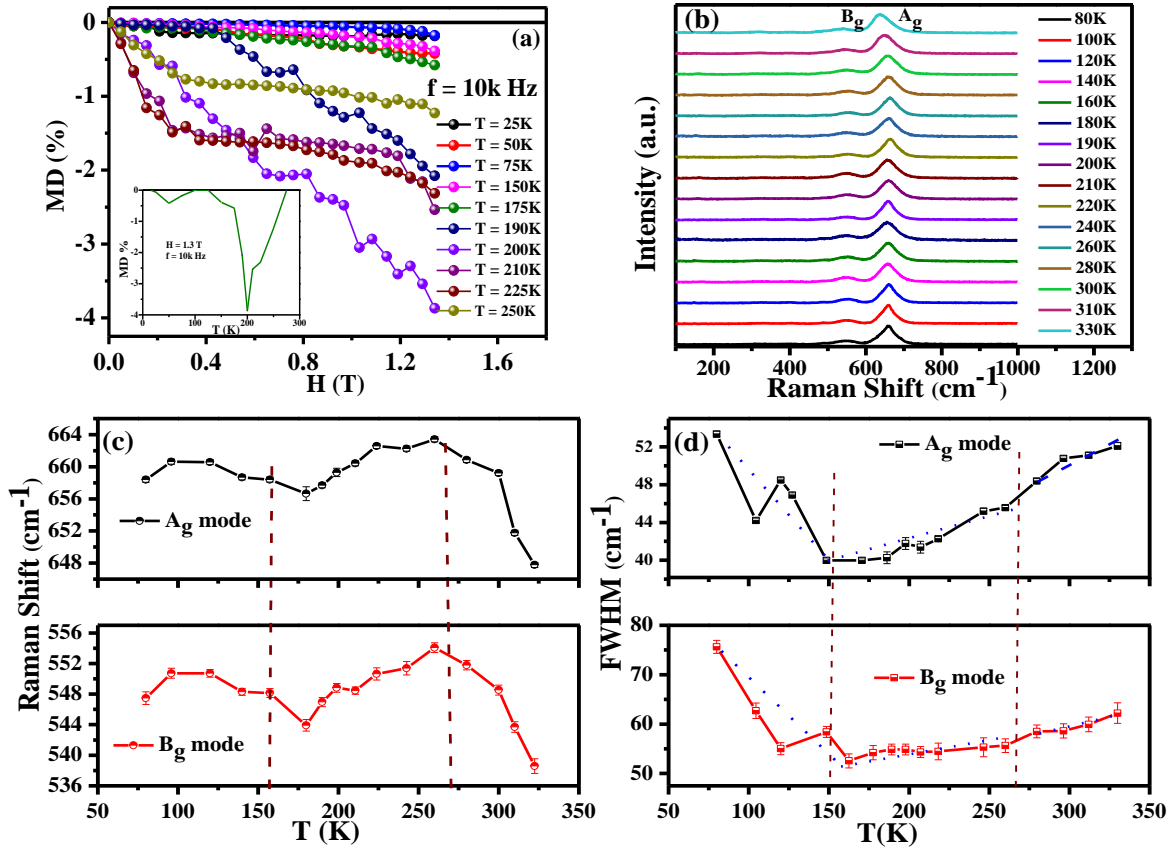 (a)
MD (%)
0
-1
-2
-3
-4
0.0 0.4 0.8 1.2 1.6
H (T)
f = 10k Hz
T = 25K
T = 50K
T = 75K
T = 150K
T = 175K
T = 190K
T = 200K
T = 210K
T = 225K
T = 250K
MD %
0
-1
-2
-3
-4
0 100 200 300
T (K)
H = 1.3 T
f = 10k Hz
(b)
Bg Ag
Intensity (a.u.)
200 400 600 800 1000 1200
Raman Shift (cm-1)
80K
100K
120K
140K
160K
180K
190K
200K
210K
220K
240K
260K
280K
300K
310K
330K
(c)
Raman Shift (cm-1)
664
660
656
652
648
Ag mode
556
552
548
544
540
536
Bg mode
50 100 150 200 250 300 350
T (K)
(d)
FWHM (cm-1)
52
48
44
40
Ag mode
80
70
60
50
Bg mode
50 100 150 200 250 300 350
T(K)